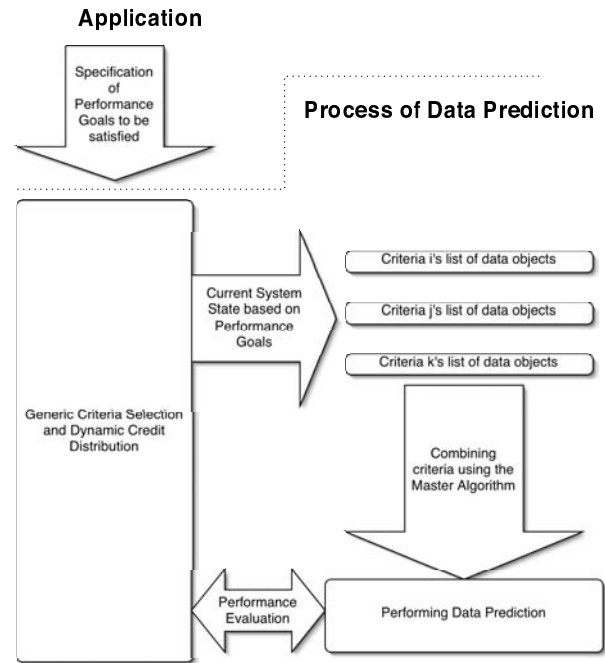 Application
Specification
of
Performance
Goals to be
satisfied
Process of Data Prediction
Generic Criteria Selection
and Dynamic Credit
Distribution
Current System
State based on
Performance
Goals
Criteria i's list of data objects
Criteria j's list of data objects
Criteria k's list of data objects
Combining
criteria using the
Master Algorithm
Performance
Evaluation
Performing Data Prediction